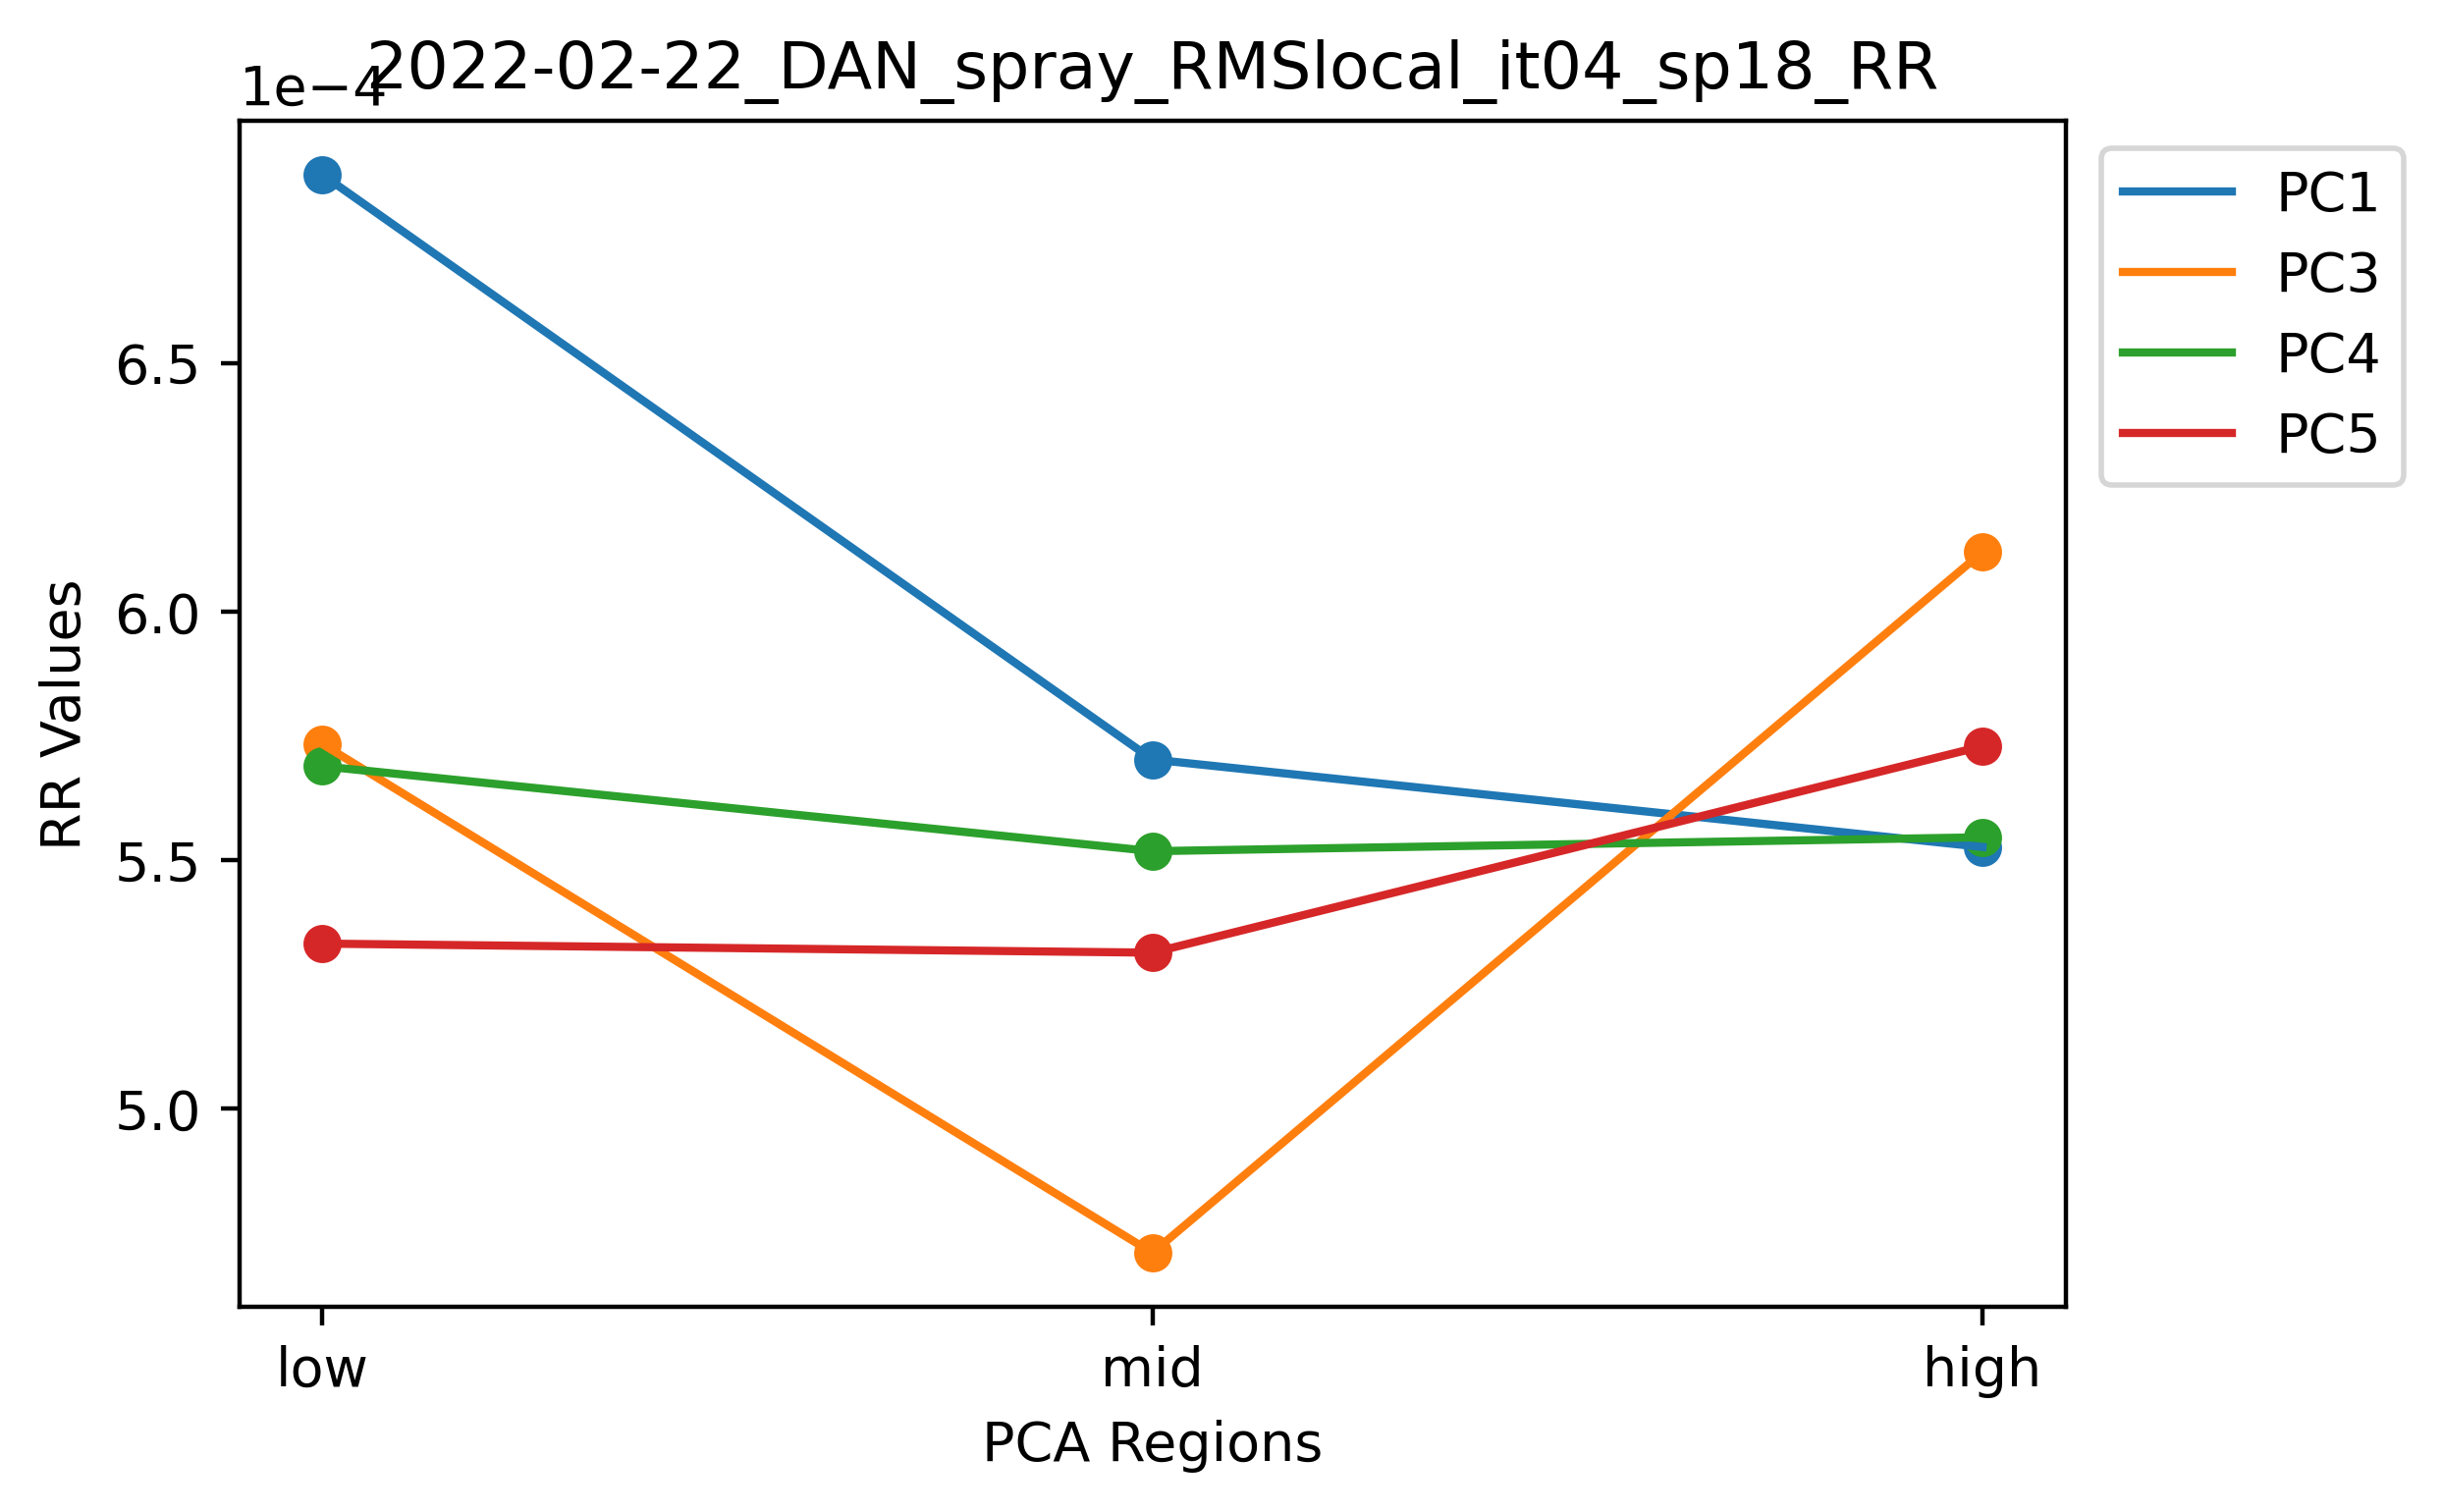 2022-02-22_DAN_spray_RMSlocal_it04_sp18_RR
1e−4
PC1
PC3
PC4
PC5
6.5
6.0
5.5
5.0
RR Values
low
mid
high
PCA Regions